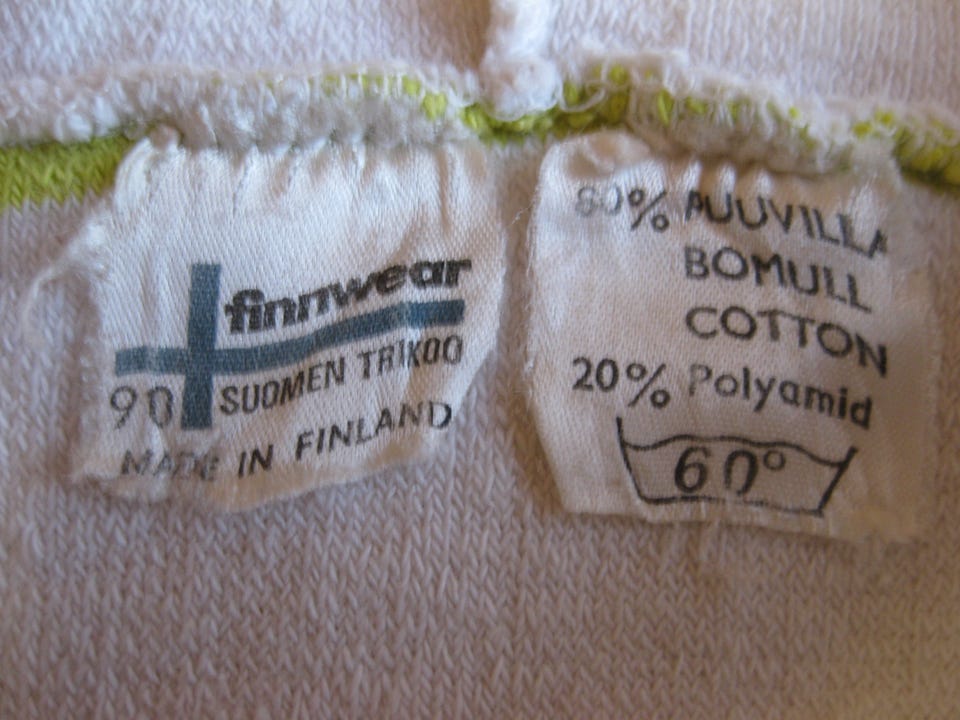 finnwear
90 SUOMEN TRIKOO
MADE IN FINLAND
80% PUUVILLA
BOMULL
COTTON
20% Polyamid
60°